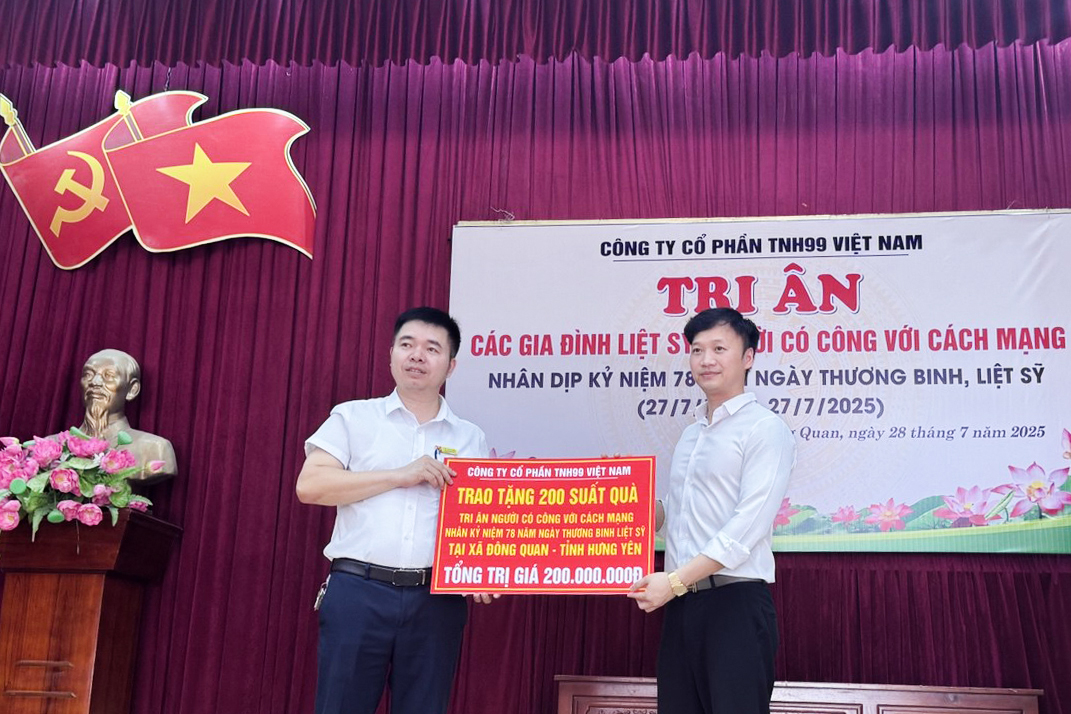 CÔNG TY CỔ PHẦN TNH99 VIỆT NAM
TRI ÂN
CÁC GIA ĐÌNH LIỆT SỸ CÓ CÔNG VỚI CÁCH MẠNG
NHÂN DỊP KỶ NIỆM 78 NGÀY THƯƠNG BINH, LIỆT SỸ
(27/7/ 27/7/2025)
Quan, ngày 28 tháng 7 năm 2025
CÔNG TY CỔ PHẦN TNH99 VIỆT NAM
TRAO TẶNG 200 SUẤT QUÀ
TRI ÂN NGƯỜI CÓ CÔNG VỚI CÁCH MẠNG
NHÂN KỶ NIỆM 78 NĂM NGÀY THƯƠNG BINH LIỆT SỸ
TẠI XÃ ĐÔNG QUAN - TỈNH HƯNG YÊN
TỔNG TRỊ GIÁ 200.000.000Đ